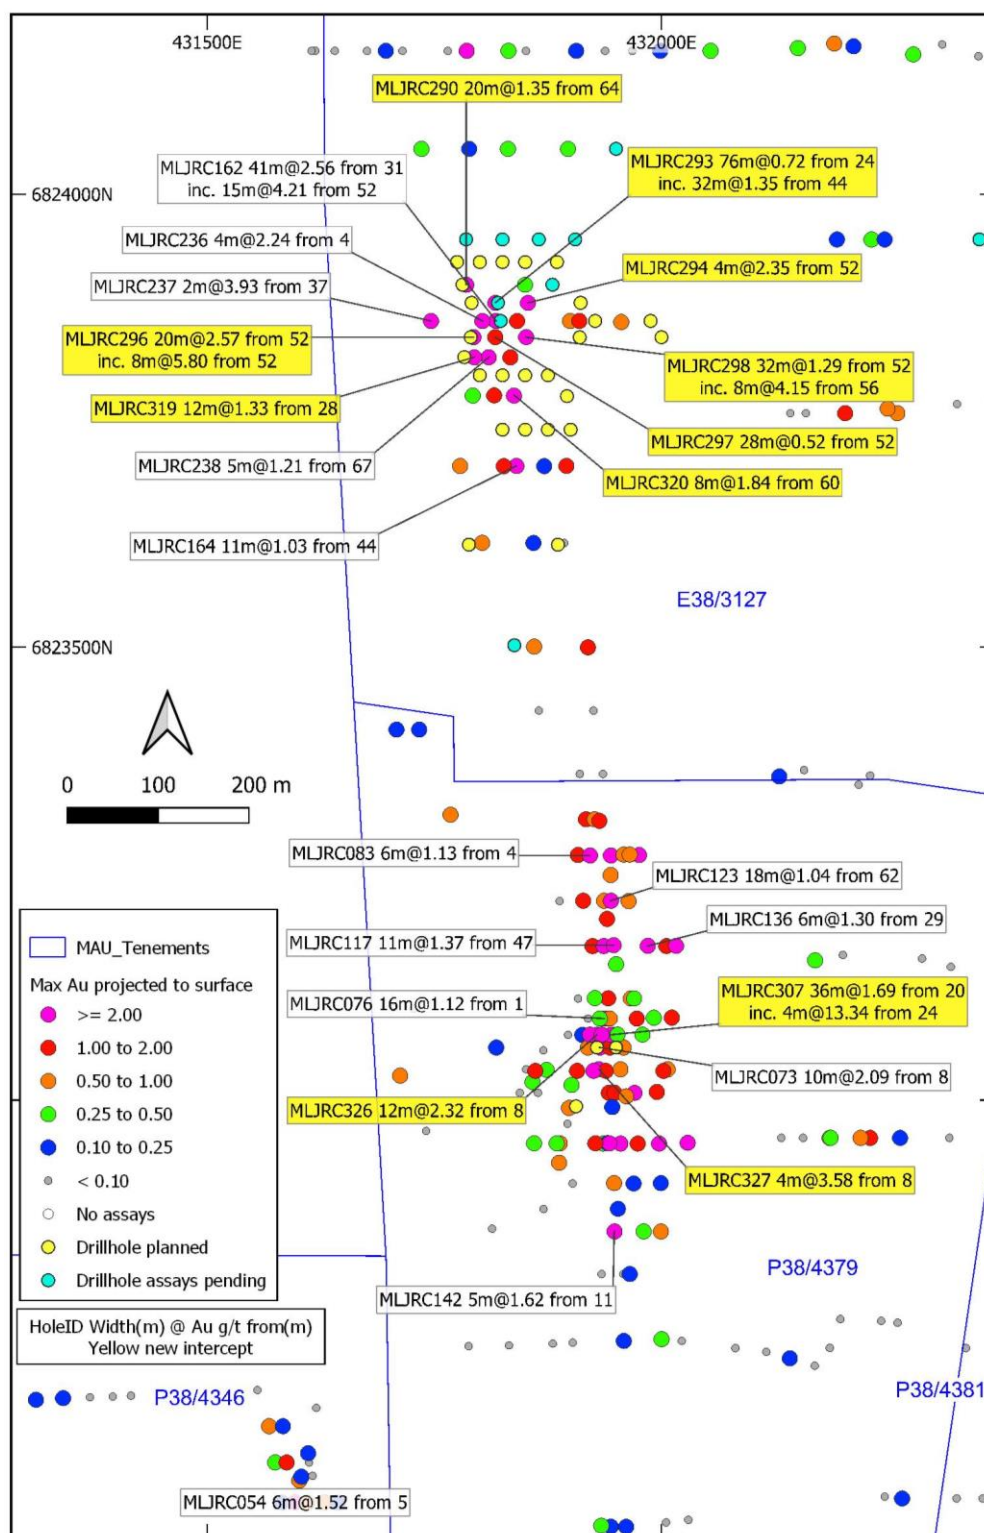 431500E
432000E
MLJRC290 20m@1.35 from 64
MLJRC162 41m@2.56 from 31
inc. 15m@4.21 from 52
MLJRC293 76m@0.72 from 24
inc. 32m@1.35 from 44
6824000N
MLJRC236 4m@2.24 from 4
MLJRC294 4m@2.35 from 52
MLJRC237 2m@3.93 from 37
MLJRC296 20m@2.57 from 52
inc. 8m@5.80 from 52
MLJRC298 32m@1.29 from 52
inc. 8m@4.15 from 56
MLJRC319 12m@1.33 from 28
MLJRC297 28m@0.52 from 52
MLJRC238 5m@1.21 from 67
MLJRC320 8m@1.84 from 60
MLJRC164 11m@1.03 from 44
E38/3127
6823500N
0 100 200 m
MLJRC083 6m@1.13 from 4
MLJRC123 18m@1.04 from 62
MLJRC136 6m@1.30 from 29
MLJRC117 11m@1.37 from 47
MLJRC076 16m@1.12 from 1
MLJRC307 36m@1.69 from 20
inc. 4m@13.34 from 24
MLJRC073 10m@2.09 from 8
MLJRC326 12m@2.32 from 8
MLJRC327 4m@3.58 from 8
MAU_Tenements
Max Au projected to surface
>= 2.00
1.00 to 2.00
0.50 to 1.00
0.25 to 0.50
0.10 to 0.25
< 0.10
No assays
Drillhole planned
Drillhole assays pending
P38/4379
MLJRC142 5m@1.62 from 11
HoleID Width(m) @ Au g/t from(m)
Yellow new intercept
P38/4346
P38/4381
MLJRC054 6m@1.52 from 5